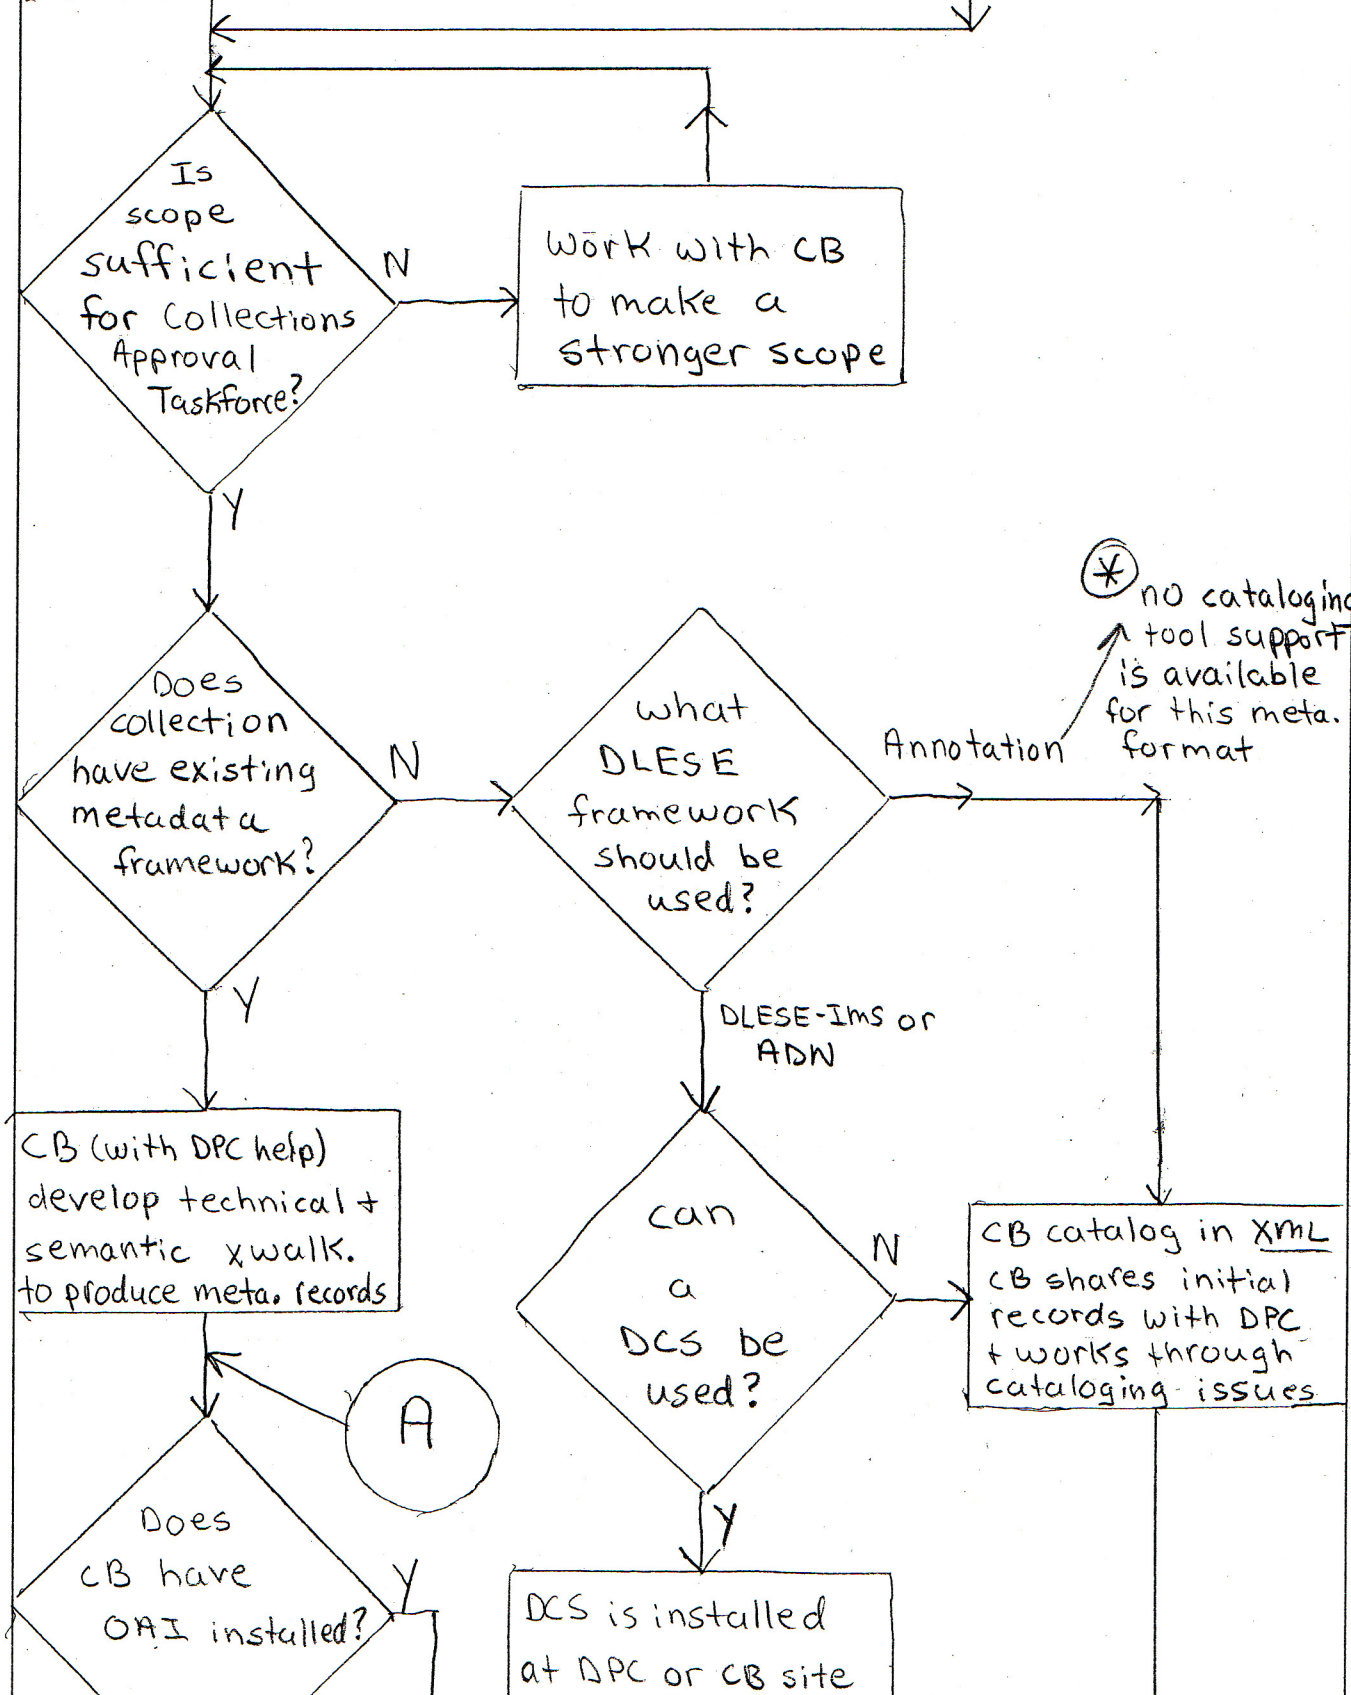 Is
scope
sufficient
for Collections
Approval
Taskforce?
N
Work with CB
to make a
stronger scope
Y
Does
collection
have existing
metadata
framework?
N
what
DLESE
framework
should be
used?
Annotation
*
no cataloging
tool support
is available
for this meta.
format
Y
DLESE-IMS or
ADN
CB (with DPC help)
develop technical +
semantic xwalk.
to produce meta. records
can
a
DCS be
used?
N
CB catalog in XML
CB shares initial
records with DPC
+ works through
cataloging issues
A
Does
CB have
OAI installed?
Y
Y
DCS is installed
at DPC or CB site